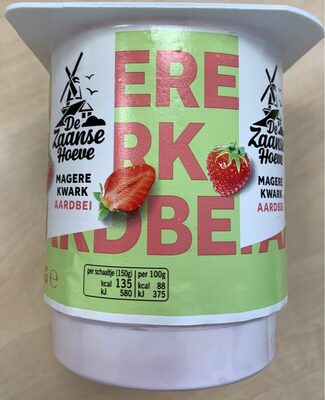 De
Zaanse
Hoeve
MAGERE
KWARK
AARDBEI
ERE
RK
ARDBEI
De
Zaanse
Hoeve
MAGERE
KWARK
AARDBEI
e
per schaaltje (150g) per 100g
kcal 135 kcal 88
kJ 580 kJ 375